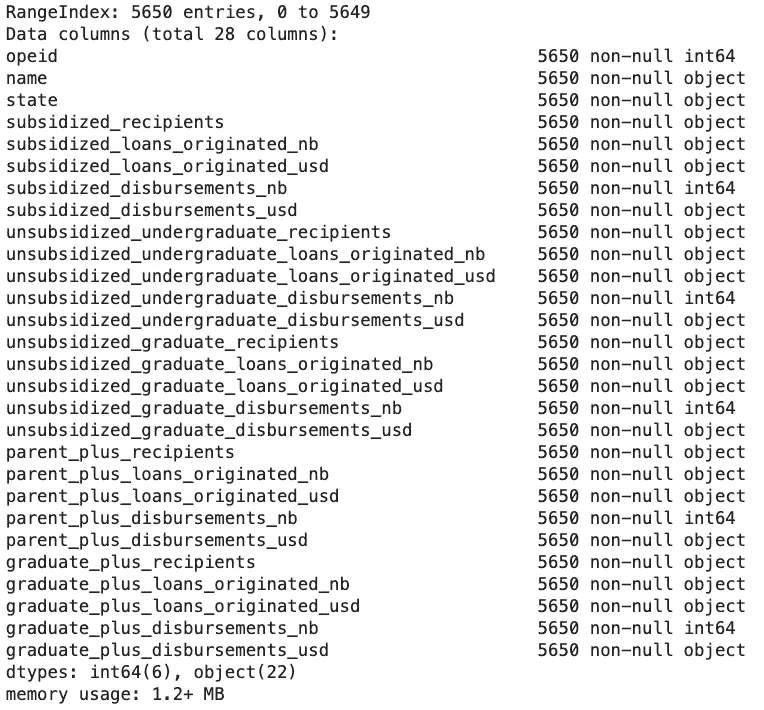 RangeIndex: 5650 entries, 0 to 5649
Data columns (total 28 columns):
opeid 5650 non-null int64
name 5650 non-null object
state 5650 non-null object
subsidized_recipients 5650 non-null object
subsidized_loans_originated_nb 5650 non-null object
subsidized_loans_originated_usd 5650 non-null object
subsidized_disbursements_nb 5650 non-null int64
subsidized_disbursements_usd 5650 non-null object
unsubsidized_undergraduate_recipients 5650 non-null object
unsubsidized_undergraduate_loans_originated_nb 5650 non-null object
unsubsidized_undergraduate_loans_originated_usd 5650 non-null object
unsubsidized_undergraduate_disbursements_nb 5650 non-null int64
unsubsidized_undergraduate_disbursements_usd 5650 non-null object
unsubsidized_graduate_recipients 5650 non-null object
unsubsidized_graduate_loans_originated_nb 5650 non-null object
unsubsidized_graduate_loans_originated_usd 5650 non-null object
unsubsidized_graduate_disbursements_nb 5650 non-null int64
unsubsidized_graduate_disbursements_usd 5650 non-null object
parent_plus_recipients 5650 non-null object
parent_plus_loans_originated_nb 5650 non-null object
parent_plus_loans_originated_usd 5650 non-null object
parent_plus_disbursements_nb 5650 non-null int64
parent_plus_disbursements_usd 5650 non-null object
graduate_plus_recipients 5650 non-null object
graduate_plus_loans_originated_nb 5650 non-null object
graduate_plus_loans_originated_usd 5650 non-null object
graduate_plus_disbursements_nb 5650 non-null int64
graduate_plus_disbursements_usd 5650 non-null object
dtypes: int64(6), object(22)
memory usage: 1.2+ MB